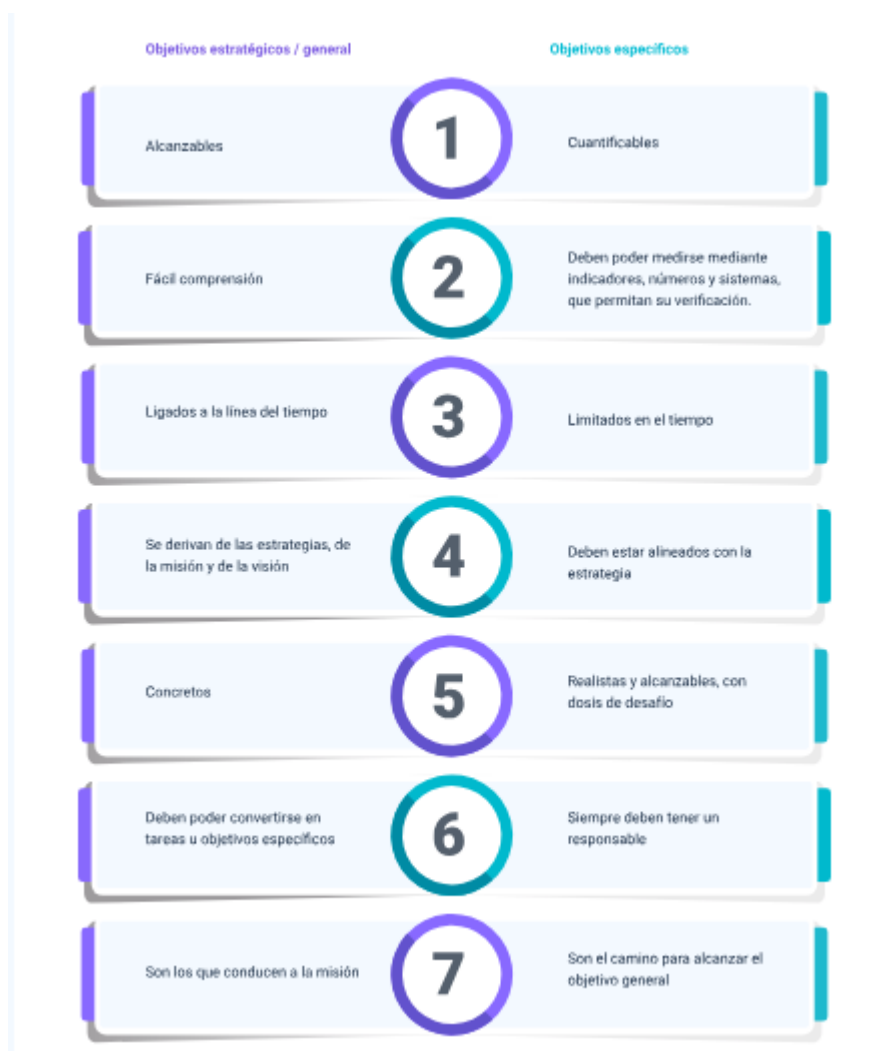 Objetivos estratégicos / general
Objetivos específicos
Alcanzables
1
Cuantificables
Fácil comprensión
2
Deben poder medirse mediante
indicadores, números y sistemas,
que permitan su verificación.
Ligados a la línea del tiempo
3
Limitados en el tiempo
Se derivan de las estrategias, de
la misión y de la visión
4
Deben estar alineados con la
estrategia
Concretos
5
Realistas y alcanzables, con
dosis de desafío
Deben poder convertirse en
tareas u objetivos específicos
6
Siempre deben tener un
responsable
Son los que conducen a la misión
7
Son el camino para alcanzar el
objetivo general